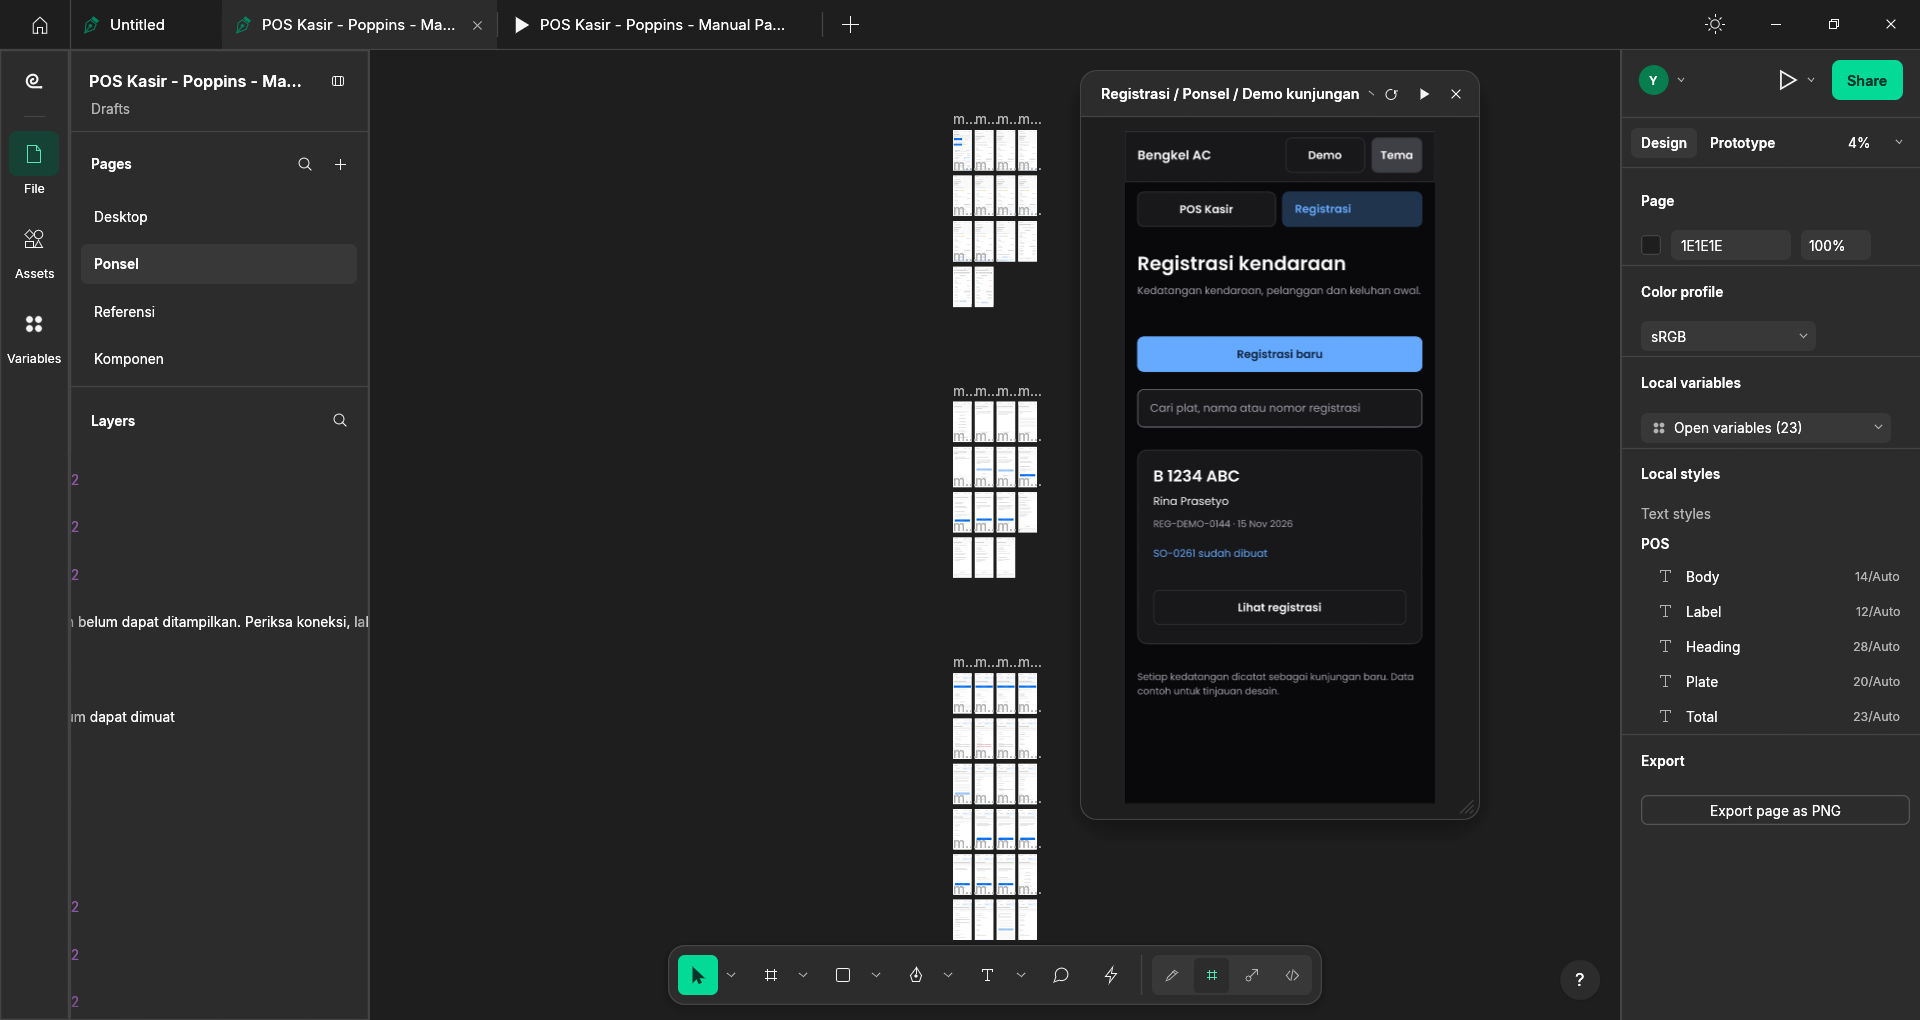 Untitled
POS Kasir - Poppins - Ma...
POS Kasir - Poppins - Manual Pa...
File
Assets
Variables
POS Kasir - Poppins - Ma...
Drafts
Pages
Desktop
Ponsel
Referensi
Komponen
Layers
2
2
2
belum dapat ditampilkan. Periksa koneksi, lal
dapat dimuat
2
2
2
m... m... m... m...
m... m... m... m...
m... m... m... m...
m... m... m... m...
m... m... m... m...
m... m... m... m...
m... m... m... m...
m... m... m... m...
m... m... m... m...
m... m... m... m...
m... m... m... m...
m... m... m... m...
m... m... m... m...
m... m... m... m...
Registrasi / Ponsel / Demo kunjungan
Bengkel AC
Demo
Tema
POS Kasir
Registrasi
Registrasi kendaraan
Kedatangan kendaraan, pelanggan dan keluhan awal.
Registrasi baru
Cari plat, nama atau nomor registrasi
B 1234 ABC
Rina Prasetyo
REG-DEMO-0144 · 15 Nov 2026
SO-0261 sudah dibuat
Lihat registrasi
Setiap kedatangan dicatat sebagai kunjungan baru. Data
contoh untuk tinjauan desain.
Y
Share
Design
Prototype
4%
Page
1E1E1E
100%
Color profile
sRGB
Local variables
Open variables (23)
Local styles
Text styles
POS
Body
14/Auto
Label
12/Auto
Heading
28/Auto
Plate
20/Auto
Total
23/Auto
Export
Export page as PNG
?